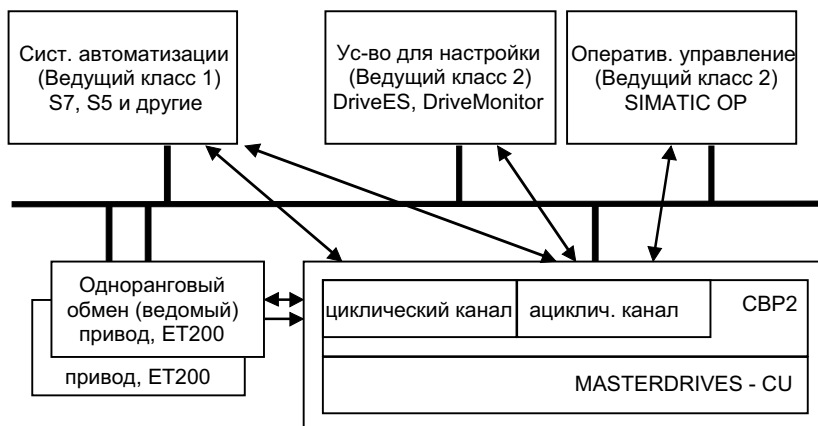 Сист. автоматизации
(Ведущий класс 1)
S7, S5 и другие
Ус-во для настройки
(Ведущий класс 2)
DriveES, DriveMonitor
Оператив. управление
(Ведущий класс 2)
SIMATIC OP
Одноранговый
обмен (ведомый)
привод, ET200
привод, ET200
циклический канал
ациклич. канал
CBP2
MASTERDRIVES - CU